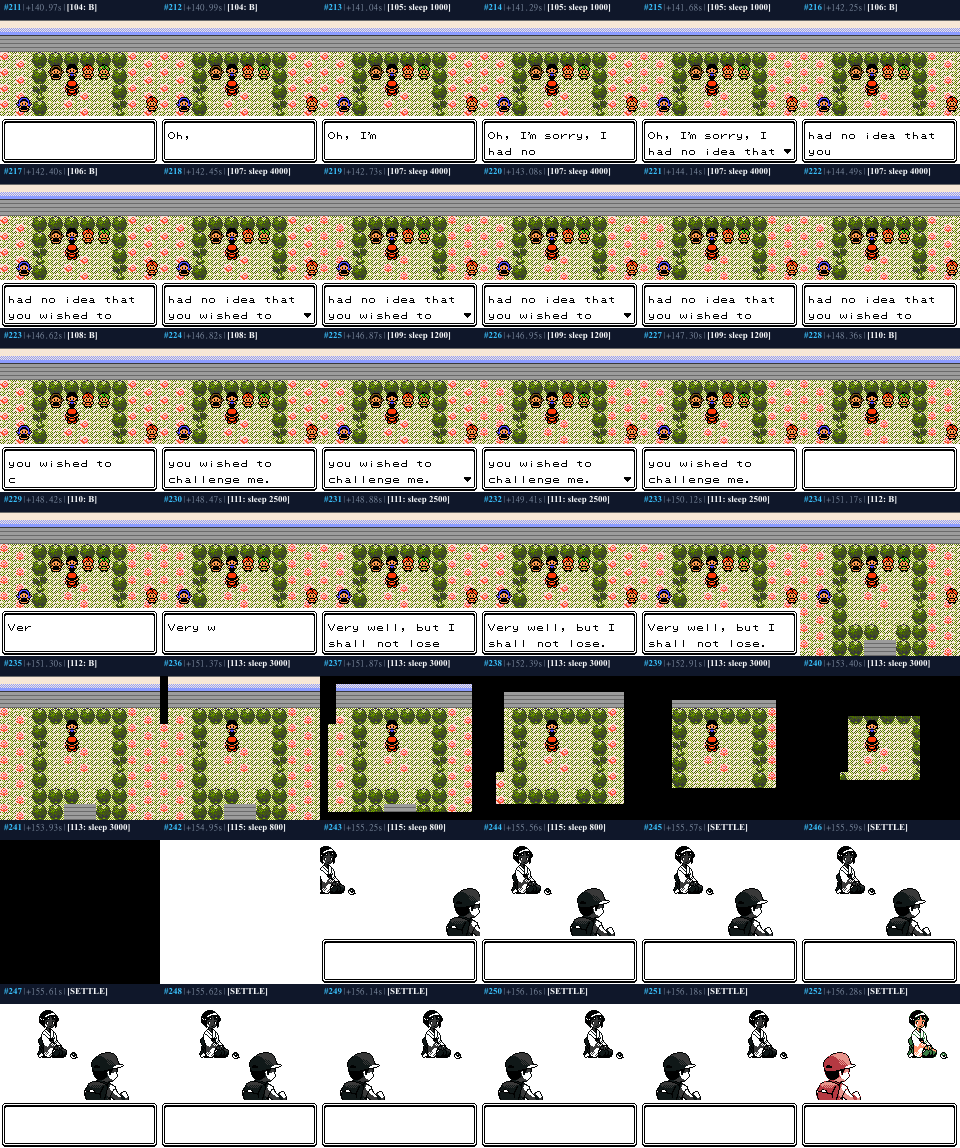 #211|+140.97s|[104: B]
#212|+140.99s|[104: B]
#213|+141.04s|[105: sleep 1000]
#214|+141.29s|[105: sleep 1000]
#215|+141.68s|[105: sleep 1000]
#216|+142.25s|[106: B]
Oh,
Oh, I'm
Oh, I'm sorry, I
had no
Oh, I'm sorry, I
had no idea that
had no idea that
you
#217|+142.40s|[106: B]
#218|+142.45s|[107: sleep 4000]
#219|+142.73s|[107: sleep 4000]
#220|+143.08s|[107: sleep 4000]
#221|+144.14s|[107: sleep 4000]
#222|+144.49s|[107: sleep 4000]
had no idea that
you wished to
had no idea that
you wished to
had no idea that
you wished to
had no idea that
you wished to
had no idea that
you wished to
had no idea that
you wished to
#223|+146.62s|[108: B]
#224|+146.82s|[108: B]
#225|+146.87s|[109: sleep 1200]
#226|+146.95s|[109: sleep 1200]
#227|+147.30s|[109: sleep 1200]
#228|+148.36s|[110: B]
you wished to
c
you wished to
challenge me.
you wished to
challenge me.
you wished to
challenge me.
you wished to
challenge me.
#229|+148.42s|[110: B]
#230|+148.47s|[111: sleep 2500]
#231|+148.88s|[111: sleep 2500]
#232|+149.41s|[111: sleep 2500]
#233|+150.12s|[111: sleep 2500]
#234|+151.17s|[112: B]
Ver
Very w
Very well, but I
shall not lose
Very well, but I
shall not lose.
Very well, but I
shall not lose.
#235|+151.30s|[112: B]
#236|+151.37s|[113: sleep 3000]
#237|+151.87s|[113: sleep 3000]
#238|+152.39s|[113: sleep 3000]
#239|+152.91s|[113: sleep 3000]
#240|+153.40s|[113: sleep 3000]
#241|+153.93s|[113: sleep 3000]
#242|+154.95s|[115: sleep 800]
#243|+155.25s|[115: sleep 800]
#244|+155.56s|[115: sleep 800]
#245|+155.57s|[SETTLE]
#246|+155.59s|[SETTLE]
#247|+155.61s|[SETTLE]
#248|+155.62s|[SETTLE]
#249|+156.14s|[SETTLE]
#250|+156.16s|[SETTLE]
#251|+156.18s|[SETTLE]
#252|+156.28s|[SETTLE]